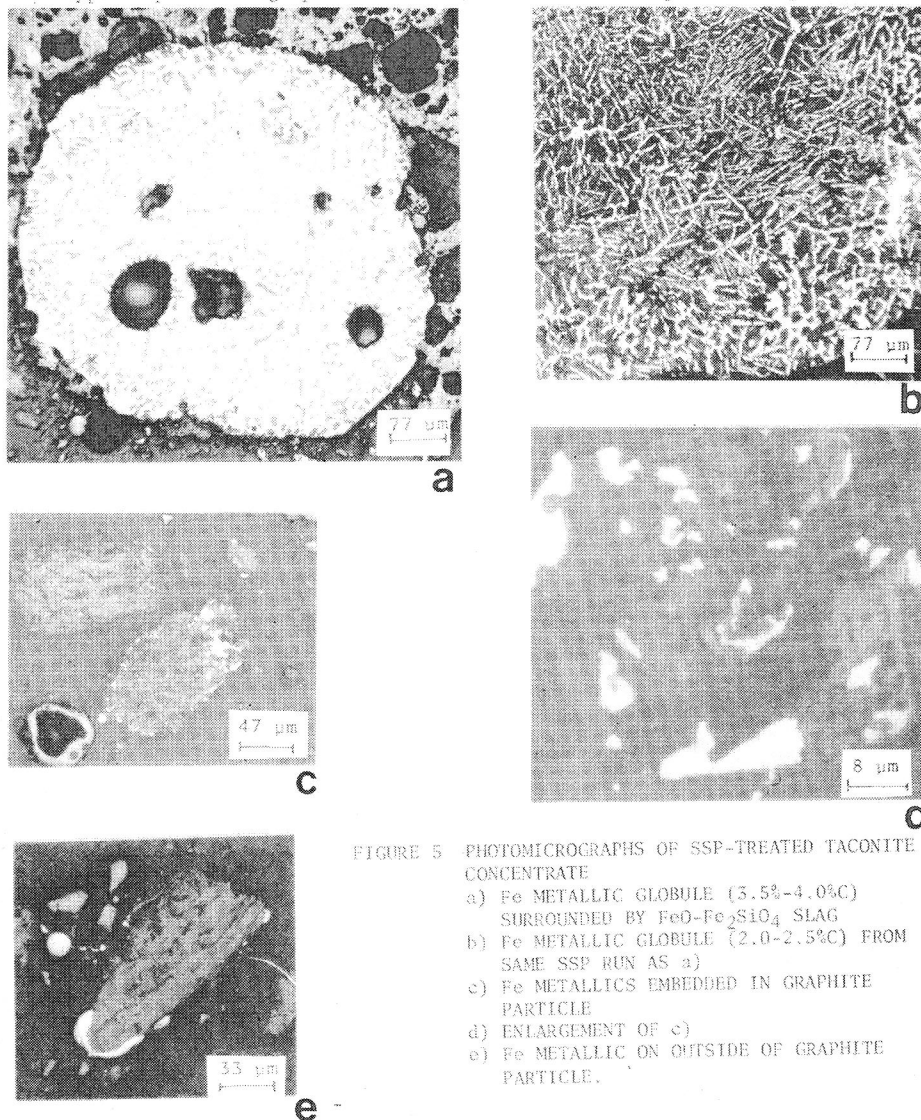 77 µm
a
77 µm
b
47 µm
c
8 µm
d
33 µm
e
FIGURE 5 PHOTOMICROGRAPHS OF SSP-TREATED TACONITE
CONCENTRATE
a) Fe METALLIC GLOBULE (3.5%-4.0%C)
SURROUNDED BY FeO-Fe₂SiO₄ SLAG
b) Fe METALLIC GLOBULE (2.0-2.5%C) FROM
SAME SSP RUN AS a)
c) Fe METALLICS EMBEDDED IN GRAPHITE
PARTICLE
d) ENLARGEMENT OF c)
e) Fe METALLIC ON OUTSIDE OF GRAPHITE
PARTICLE.